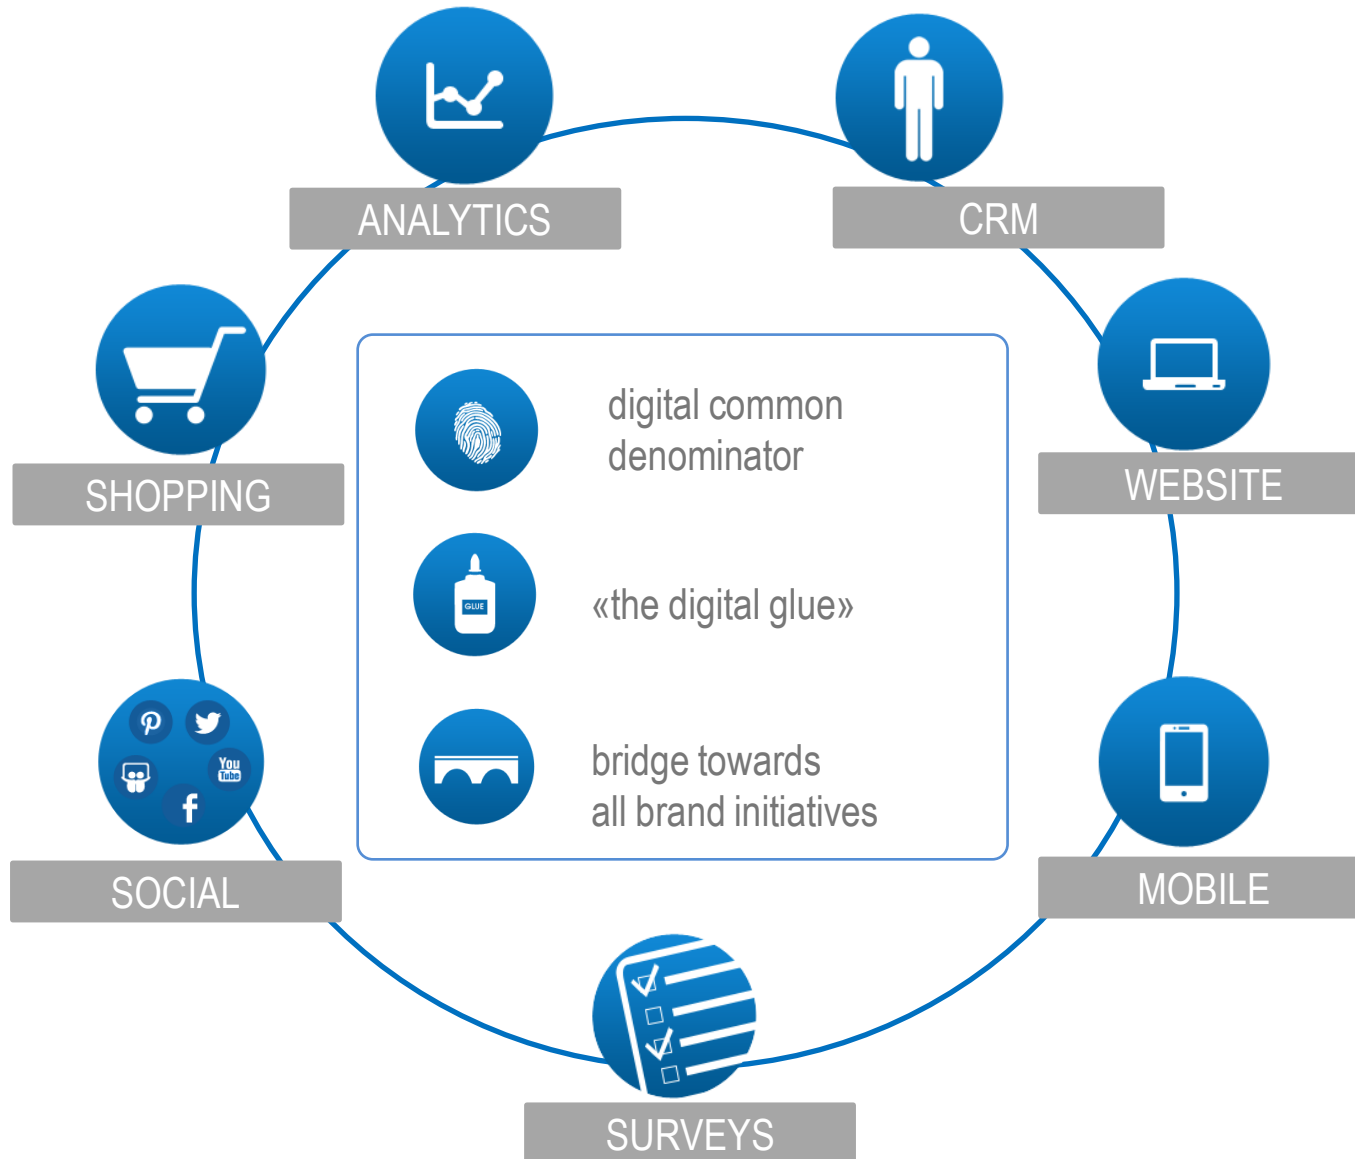 ANALYTICS
CRM
SHOPPING
WEBSITE
digital common
denominator
GLUE
«the digital glue»
You
Tube
bridge towards
all brand initiatives
SOCIAL
MOBILE
SURVEYS